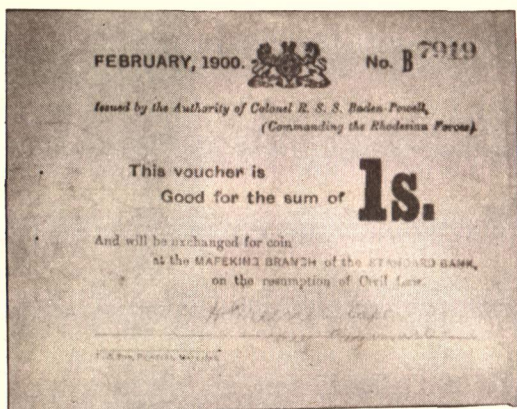 FEBRUARY, 1900. No. B 7919
Issued by the Authority of Colonel R. S. S. Baden-Powell,
(Commanding the Rhodesian Forces).
This voucher is
Good for the sum of 1s.
And will be exchanged for coin
at the MAFEKING BRANCH of the STANDARD BANK,
on the resumption of Civil Law.